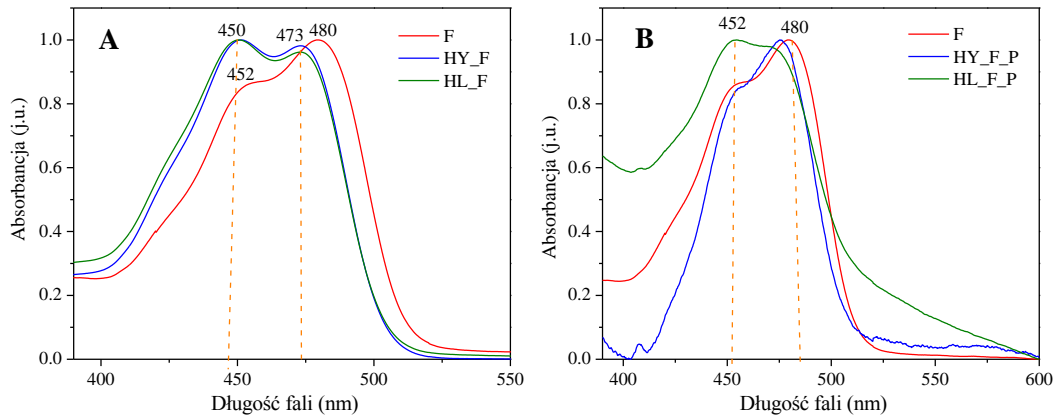 A
450
473 480
452
F
HY_F
HL_F
1.0
0.8
0.6
0.4
0.2
0.0
Absorbancja (j.u.)
400 450 500 550
Długość fali (nm)
B
452
480
F
HY_F_P
HL_F_P
1.0
0.8
0.6
0.4
0.2
0.0
Absorbancja (j.u.)
400 450 500 550 600
Długość fali (nm)